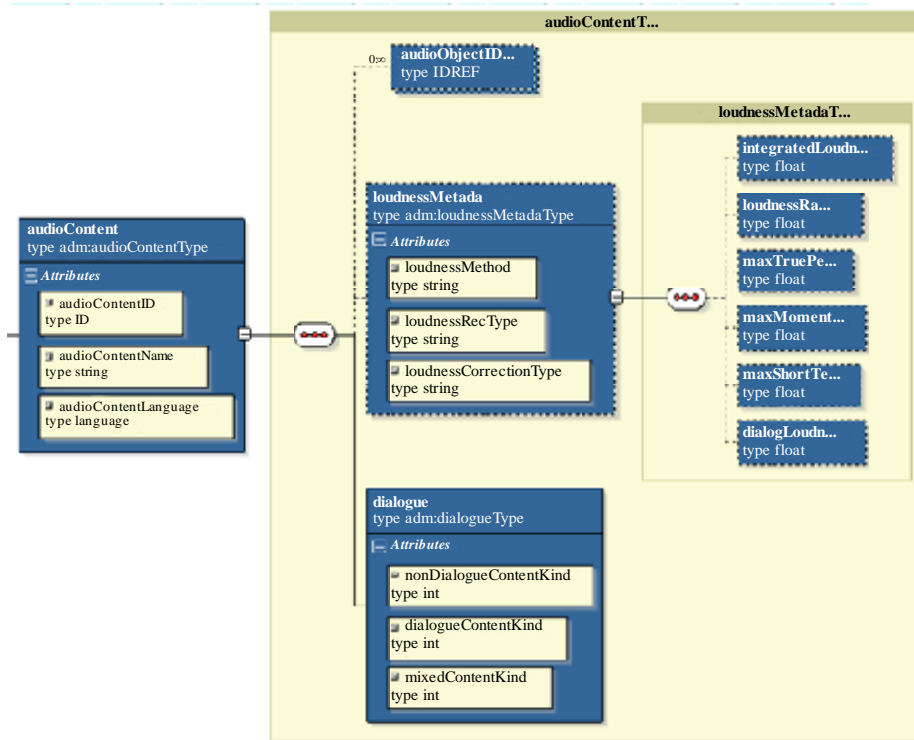 audioContentT...
0:∞
audioObjectID...
type IDREF
loudnessMetadaT...
integratedLoudn...
type float
loudnessRa...
type float
maxTruePe...
type float
maxMoment...
type float
maxShortTe...
type float
dialogLoudn...
type float
loudnessMetada
type adm:loudnessMetadaType
Attributes
loudnessMethod
type string
loudnessRecType
type string
loudnessCorrectionType
type string
audioContent
type adm:audioContentType
Attributes
audioContentID
type ID
audioContentName
type string
audioContentLanguage
type language
dialogue
type adm:dialogueType
Attributes
nonDialogueContentKind
type int
dialogueContentKind
type int
mixedContentKind
type int